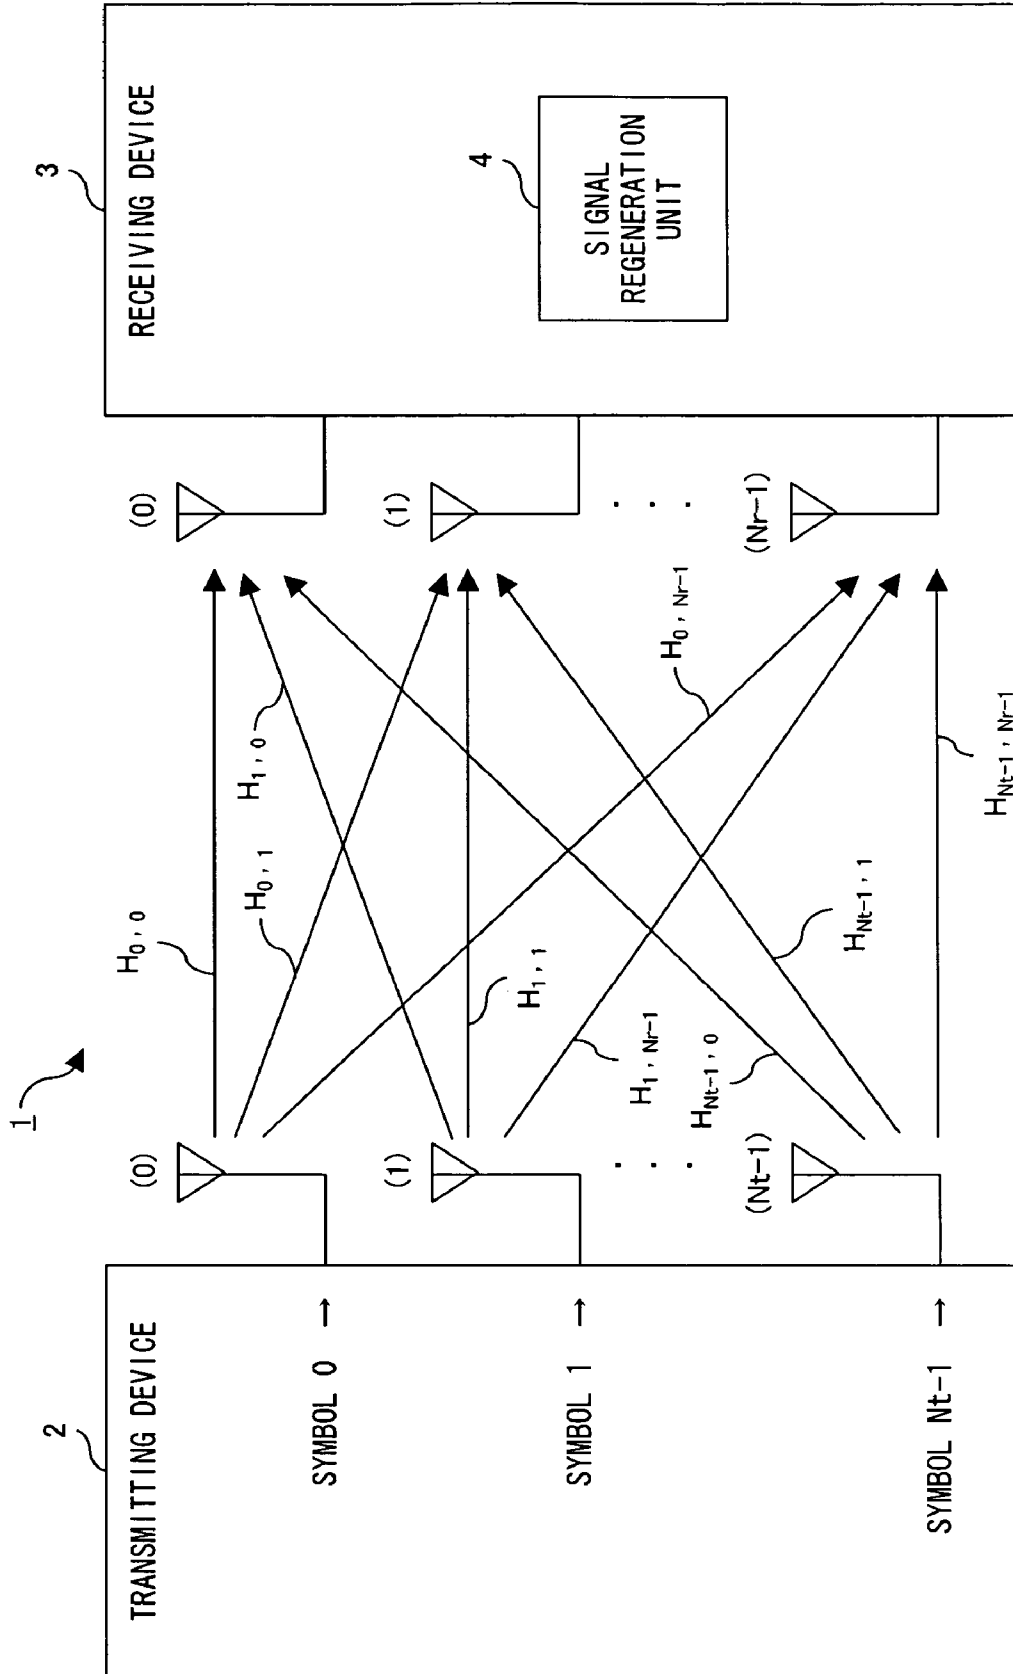 1
2
TRANSMITTING DEVICE
SYMBOL 0 →
SYMBOL 1 →
SYMBOL Nt-1 →
(0)
(1)
. . .
(Nt-1)
H0,0
H0,1
H1,0
H1,1
H0,Nr-1
H1,Nr-1
HNt-1,0
HNt-1,1
HNt-1,Nr-1
(0)
(1)
. . .
(Nr-1)
3
RECEIVING DEVICE
4
SIGNAL
REGENERATION
UNIT